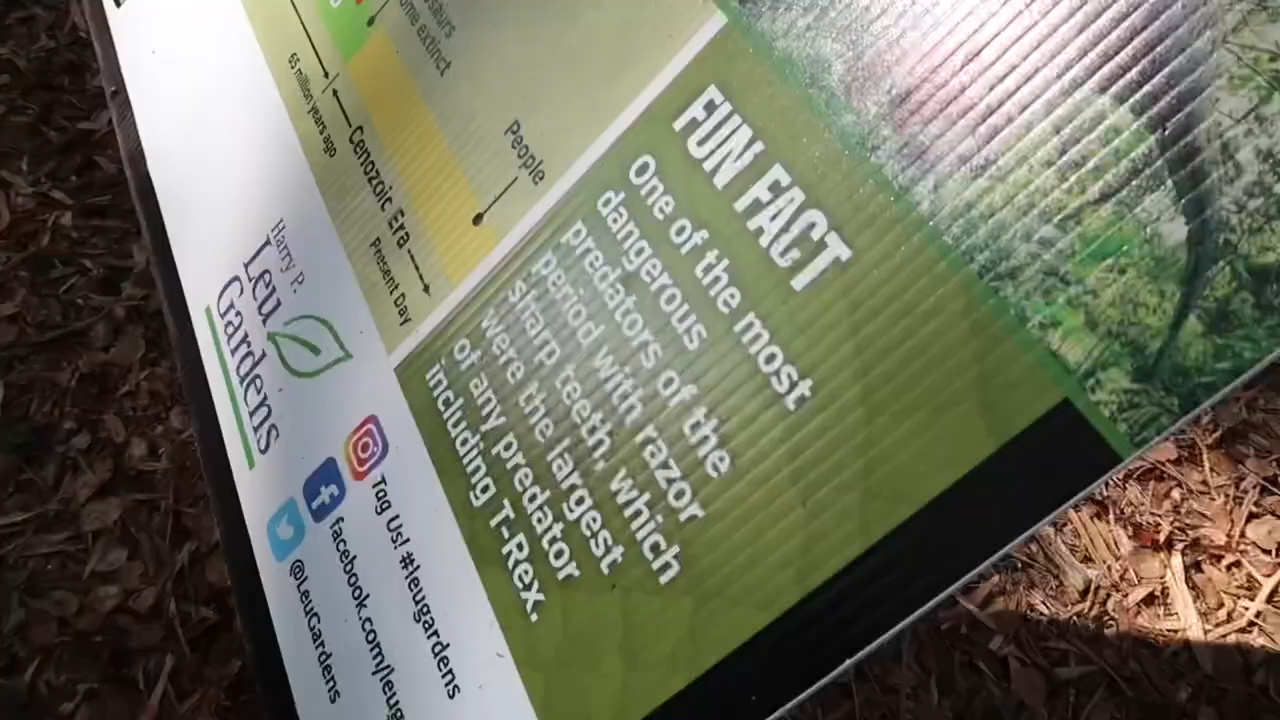 ome extinct
65 million years ago
Cenozoic Era
Present Day
People
FUN FACT
One of the most
dangerous
predators of the
period with razor
sharp teeth, which
were the largest
of any predator
including T-Rex.
Harry P.
Leu
Gardens
Tag Us! #leugardens
facebook.com/leug
@LeuGardens